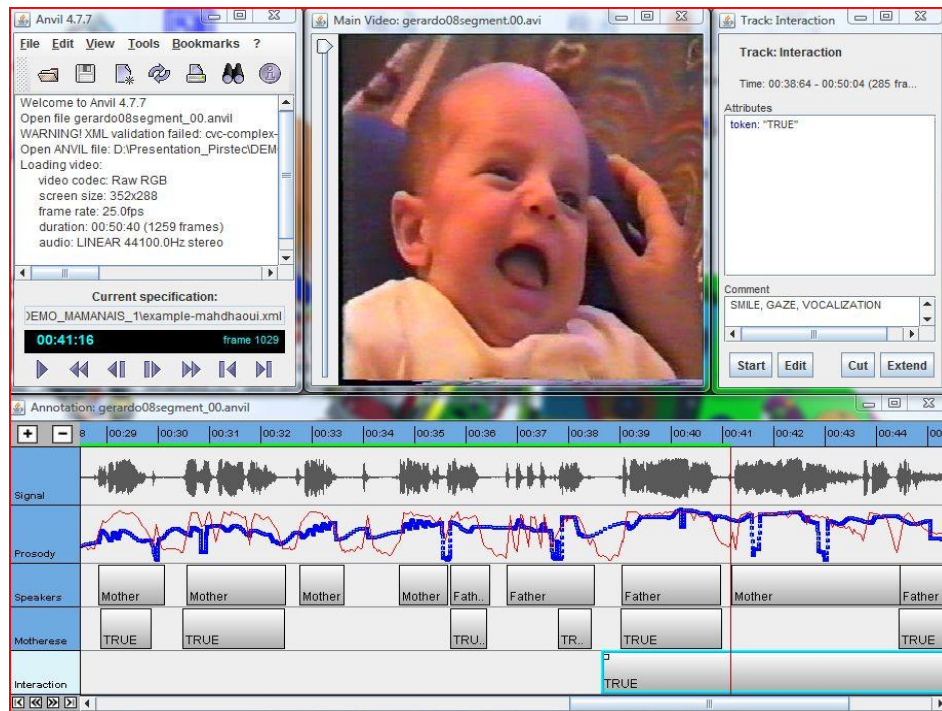 Anvil 4.7.7
File Edit View Tools Bookmarks ?
Welcome to Anvil 4.7.7
Open file gerardo08segment_00.anvil
WARNING! XML validation failed: cvc-complex-
Open ANVIL file: D:\Presentation_Pirstec\DEM
Loading video:
video codec: Raw RGB
screen size: 352x288
frame rate: 25.0fps
duration: 00:50:40 (1259 frames)
audio: LINEAR 44100.0Hz stereo
Current specification:
DEMO_MAMANAIS_1\example-mahdhaoui.xml
00:41:16 frame 1029
Main Video: gerardo08segment.00.avi
Track: Interaction
Track: Interaction
Time: 00:38:64 - 00:50:04 (285 fra...
Attributes
token: "TRUE"
Comment
SMILE, GAZE, VOCALIZATION
Start Edit Cut Extend
Annotation: gerardo08segment_00.anvil
+ - 8 00:29 00:30 00:31 00:32 00:33 00:34 00:35 00:36 00:37 00:38 00:39 00:40 00:41 00:42 00:43 00:44 00
Signal
Prosody
Speakers Mother Mother Mother Mother Fath.. Father Father Mother Father
Motherese TRUE TRUE TRU.. TR.. TRUE TRUE
Interaction TRUE